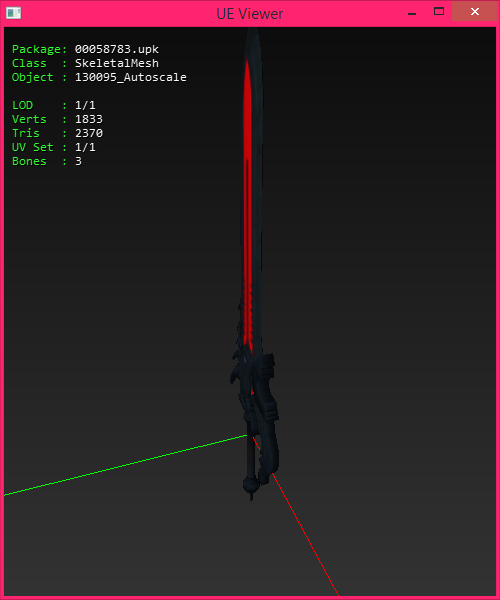 UE Viewer
Package: 00058783.upk
Class : SkeletalMesh
Object : 130095_Autoscale
LOD : 1/1
Verts : 1833
Tris : 2370
UV Set : 1/1
Bones : 3